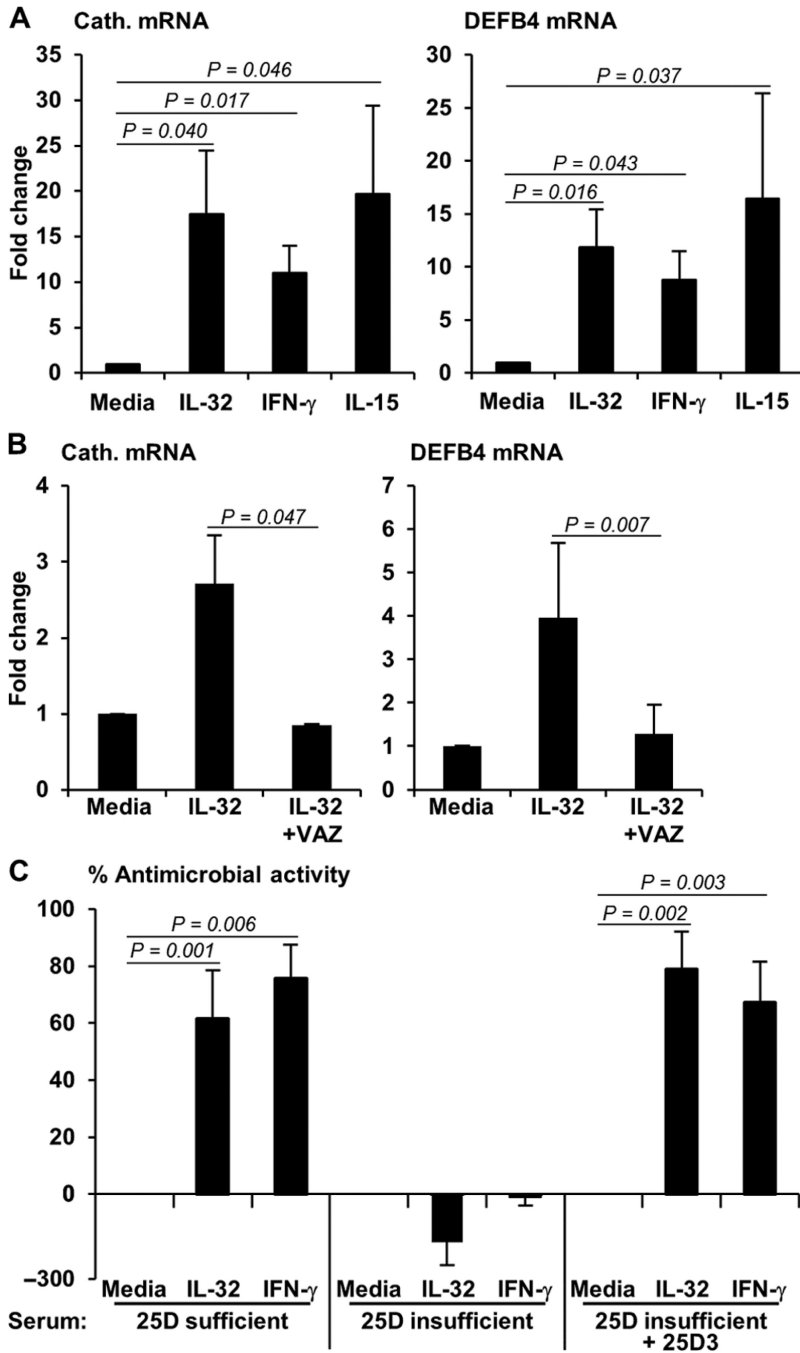 A
Cath. mRNA
DEFB4 mRNA
Fold change
35
30
25
20
15
10
5
0
P = 0.046
P = 0.017
P = 0.040
Media IL-32 IFN-γ IL-15
30
25
20
15
10
5
0
P = 0.037
P = 0.043
P = 0.016
Media IL-32 IFN-γ IL-15
B
Cath. mRNA
DEFB4 mRNA
Fold change
4
3
2
1
0
P = 0.047
Media IL-32 IL-32
+VAZ
7
6
5
4
3
2
1
0
P = 0.007
Media IL-32 IL-32
+VAZ
C
% Antimicrobial activity
100
80
60
40
20
0
–300
P = 0.006
P = 0.001
P = 0.003
P = 0.002
Media IL-32 IFN-γ Media IL-32 IFN-γ Media IL-32 IFN-γ
Serum: 25D sufficient 25D insufficient 25D insufficient
+ 25D3